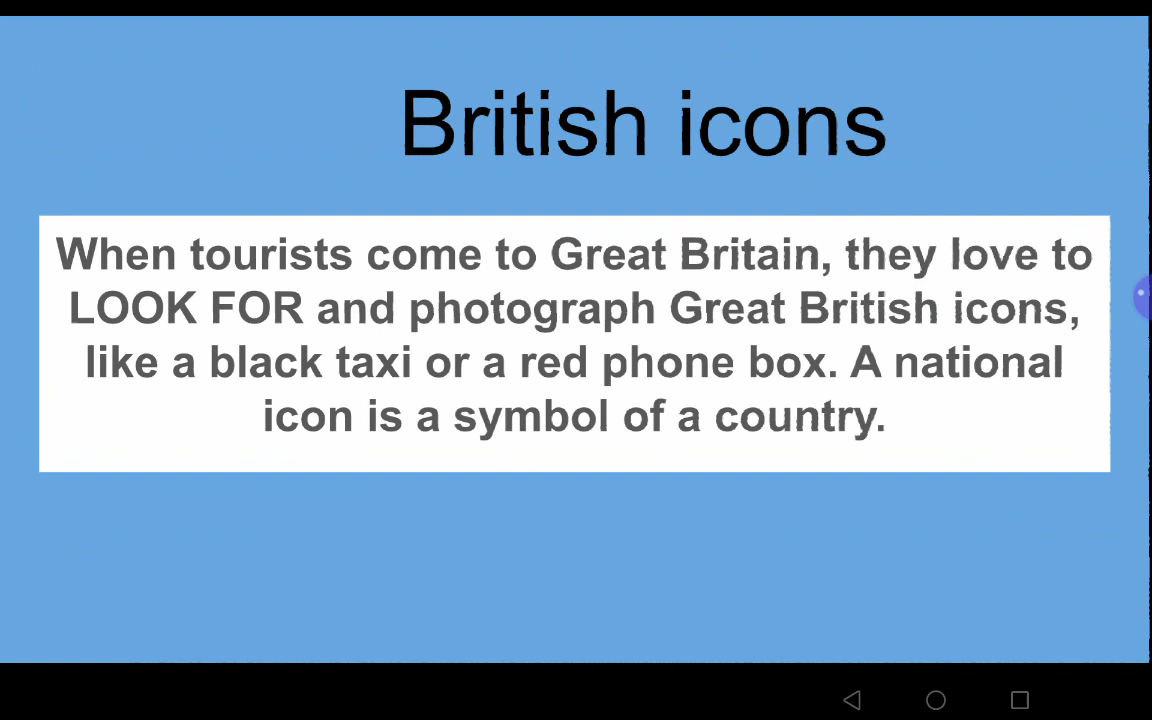 British icons
When tourists come to Great Britain, they love to
LOOK FOR and photograph Great British icons,
like a black taxi or a red phone box. A national
icon is a symbol of a country.